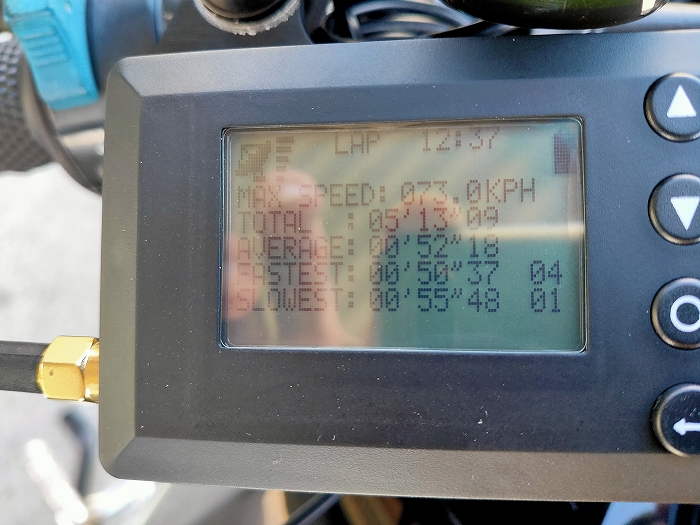 LAP 12:37
MAX SPEED: 073.0KPH
TOTAL : 05'13"09
AVERAGE: 00'52"18
FASTEST: 00'50"37 04
SLOWEST: 00'55"48 01